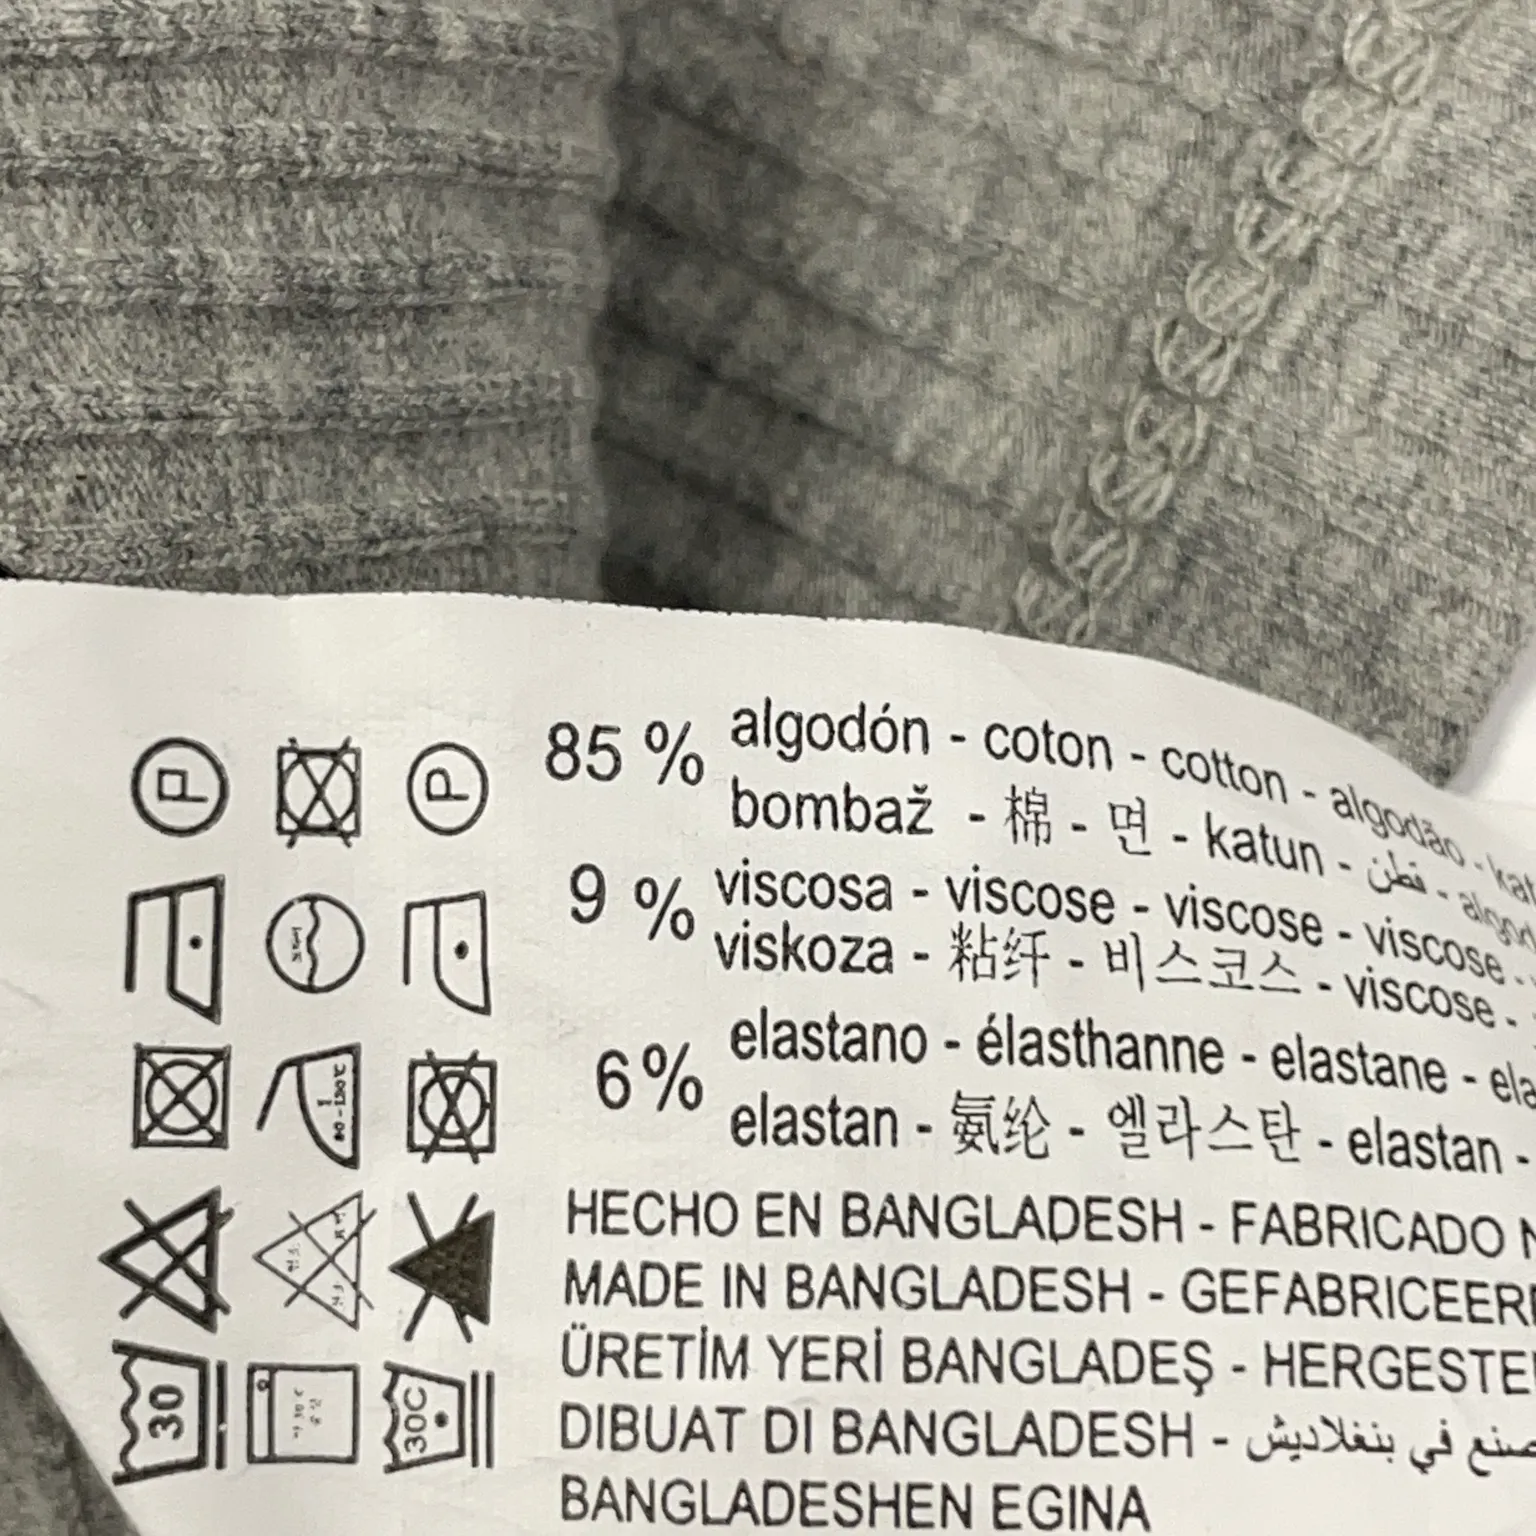 85 % algodón - coton - cotton - algodão -
bombaž - 棉 - 면 - katun - قطن -
9 % viscosa - viscose - viscose - viscose -
viskoza - 粘纤 - 비스코스 - viscose -
6% elastano - élasthanne - elastane -
elastan - 氨纶 - 엘라스탄 - elastan -
HECHO EN BANGLADESH - FABRICADO
MADE IN BANGLADESH -
ÜRETİM YERİ BANGLADEŞ -
DIBUAT DI BANGLADESH - صنع في بنغلاديش
BANGLADESHEN EGINA
P
P
80~120℃
30
30C